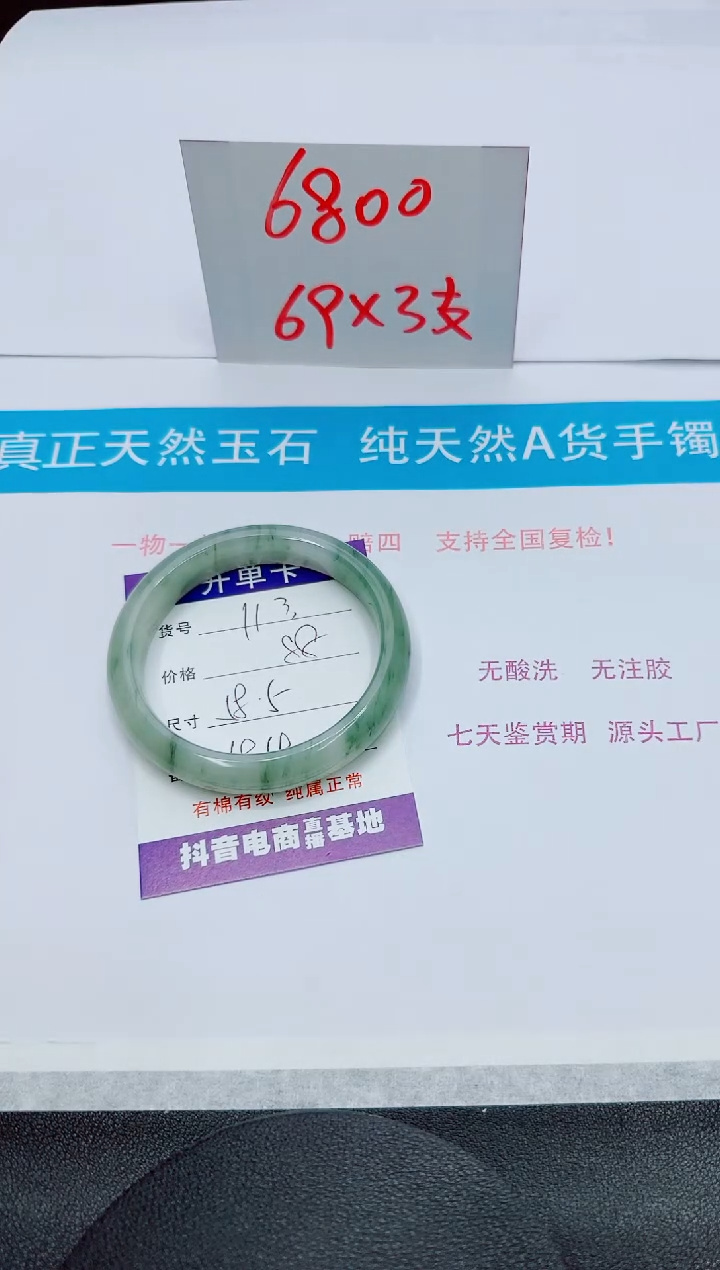 6800
69×3支
真正天然玉石 纯天然A货手镯
一物一 赔四 支持全国复检!
开单卡
货号 113
价格 88
尺寸 58.5
无酸洗 无注胶
七天鉴赏期 源头工厂
有棉有纹 纯属正常
抖音电商直播基地